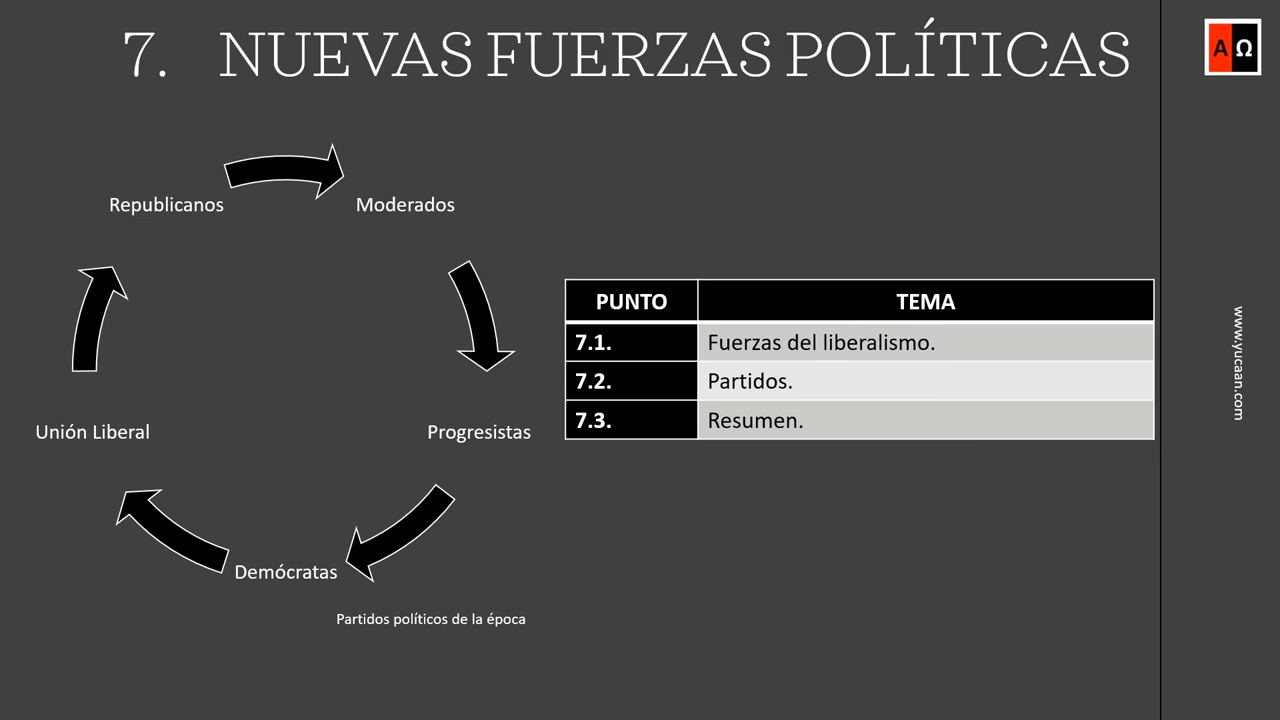 7. NUEVAS FUERZAS POLÍTICAS
A Ω
Republicanos
Moderados
Unión Liberal
Progresistas
Demócratas
Partidos políticos de la época
PUNTO TEMA
7.1. Fuerzas del liberalismo.
7.2. Partidos.
7.3. Resumen.
www.yucaan.com